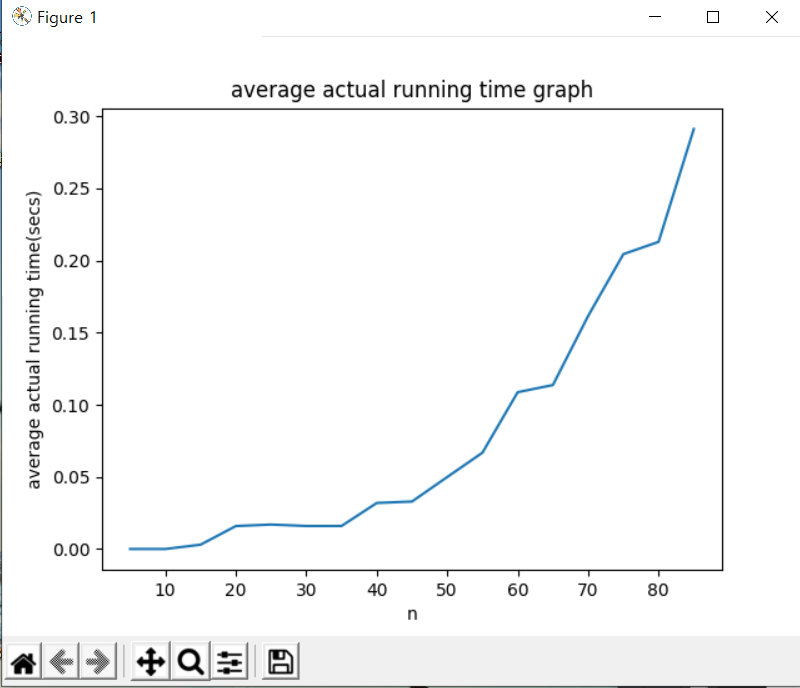 Figure 1
average actual running time graph
average actual running time(secs)
0.30
0.25
0.20
0.15
0.10
0.05
0.00
10 20 30 40 50 60 70 80
n